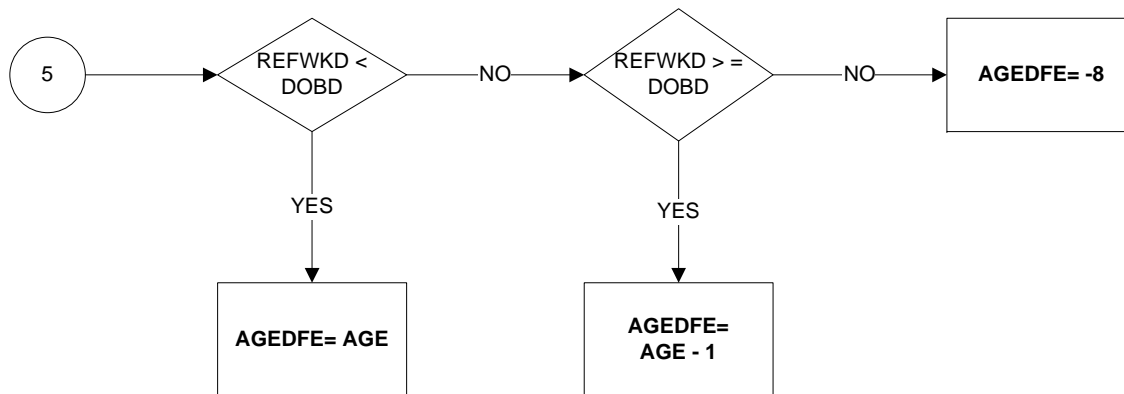 5
REFWKD <
DOBD
NO
REFWKD > =
DOBD
NO
AGEDFE= -8
YES
YES
AGEDFE= AGE
AGEDFE=
AGE - 1